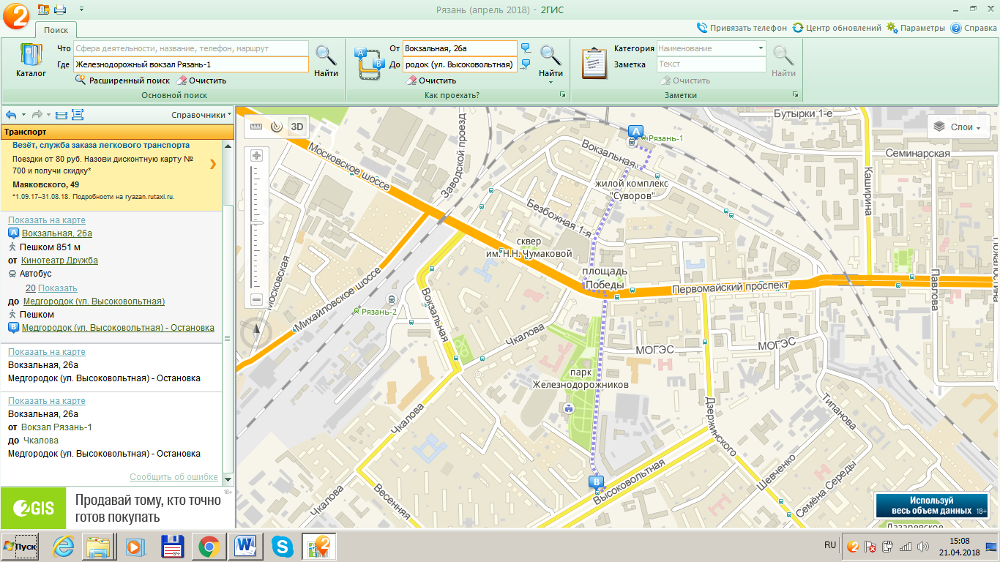 Рязань (апрель 2018) - 2ГИС
Поиск
Привязать телефон
Центр обновлений
Параметры
Справка
Каталог
Что
Сфера деятельности, название, телефон, маршрут
Где
Железнодорожный вокзал Рязань-1
Найти
Расширенный поиск
Очистить
Основной поиск
От
Вокзальная, 26а
До
родок (ул. Высоковольтная)
Найти
Очистить
Как проехать?
Категория
Наименование
Заметка
Текст
Найти
Очистить
Заметки
Справочники
Транспорт
Везёт, служба заказа легкового транспорта
Поездки от 80 руб. Назови дисконтную карту №
700 и получи скидку*
Маяковского, 49
*1.09.17–31.08.18. Подробности на ryazan.rutaxi.ru.
Показать на карте
A Вокзальная, 26а
Пешком 851 м
от Кинотеатр Дружба
Автобус
20 Показать
до Медгородок (ул. Высоковольтная)
Пешком
B Медгородок (ул. Высоковольтная) - Остановка
Показать на карте
Вокзальная, 26а
Медгородок (ул. Высоковольтная) - Остановка
Показать на карте
Вокзальная, 26а
от Вокзал Рязань-1
до Чкалова
Медгородок (ул. Высоковольтная) - Остановка
Сообщить об ошибке
2GIS
Продавай тому, кто точно
готов покупать
18+
3D
Слои
Бутырки 1-е
Семинарская
Каширина
Павлова
A
Рязань-1
Вокзальная
жилой комплекс
"Суворов"
Заводской проезд
Московское шоссе
Безбожная 1-я
сквер
им. Н.Н. Чумаковой
площадь
Победы
Первомайский проспект
Московская
Михайловское шоссе
Рязань-2
Вокзальная
Чкалова
МОГЭС
МОГЭС
парк
Железнодорожников
Дзержинского
Типанова
Чкалова
Шевченко
Семёна Середы
B
Высоковольтная
Чкалова
Весенняя
Лазаревское
Используй
весь объем данных 18+
Пуск
64
W
S
2
RU
15:08
21.04.2018